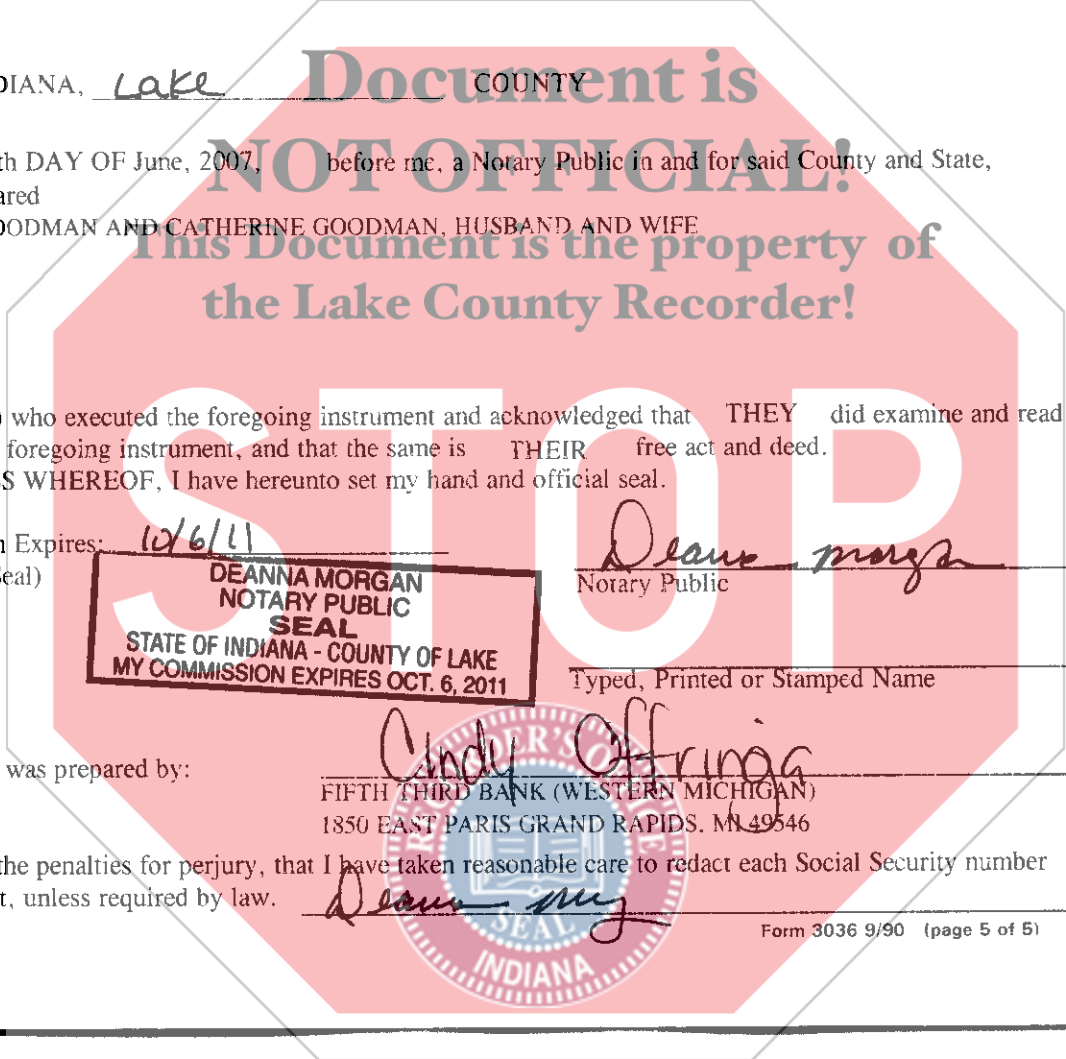 Document is
NOT OFFICIAL!
This Document is the property of
the Lake County Recorder!
STOP
DIANA, Lake COUNTY
th DAY OF June, 2007, before me, a Notary Public in and for said County and State,
ared
OODMAN AND CATHERINE GOODMAN, HUSBAND AND WIFE
who executed the foregoing instrument and acknowledged that THEY did examine and read
foregoing instrument, and that the same is THEIR free act and deed.
S WHEREOF, I have hereunto set my hand and official seal.
n Expires: 10/6/11
eal)
DEANNA MORGAN
NOTARY PUBLIC
SEAL
STATE OF INDIANA - COUNTY OF LAKE
MY COMMISSION EXPIRES OCT. 6, 2011
Deanna Morgan
Notary Public
Typed, Printed or Stamped Name
was prepared by: Cindy Offringa
FIFTH THIRD BANK (WESTERN MICHIGAN)
1850 EAST PARIS GRAND RAPIDS. MI 49546
the penalties for perjury, that I have taken reasonable care to redact each Social Security number
t, unless required by law.
RECORDER'S OFFICE
SEAL
INDIANA
Form 3036 9/90 (page 5 of 5)